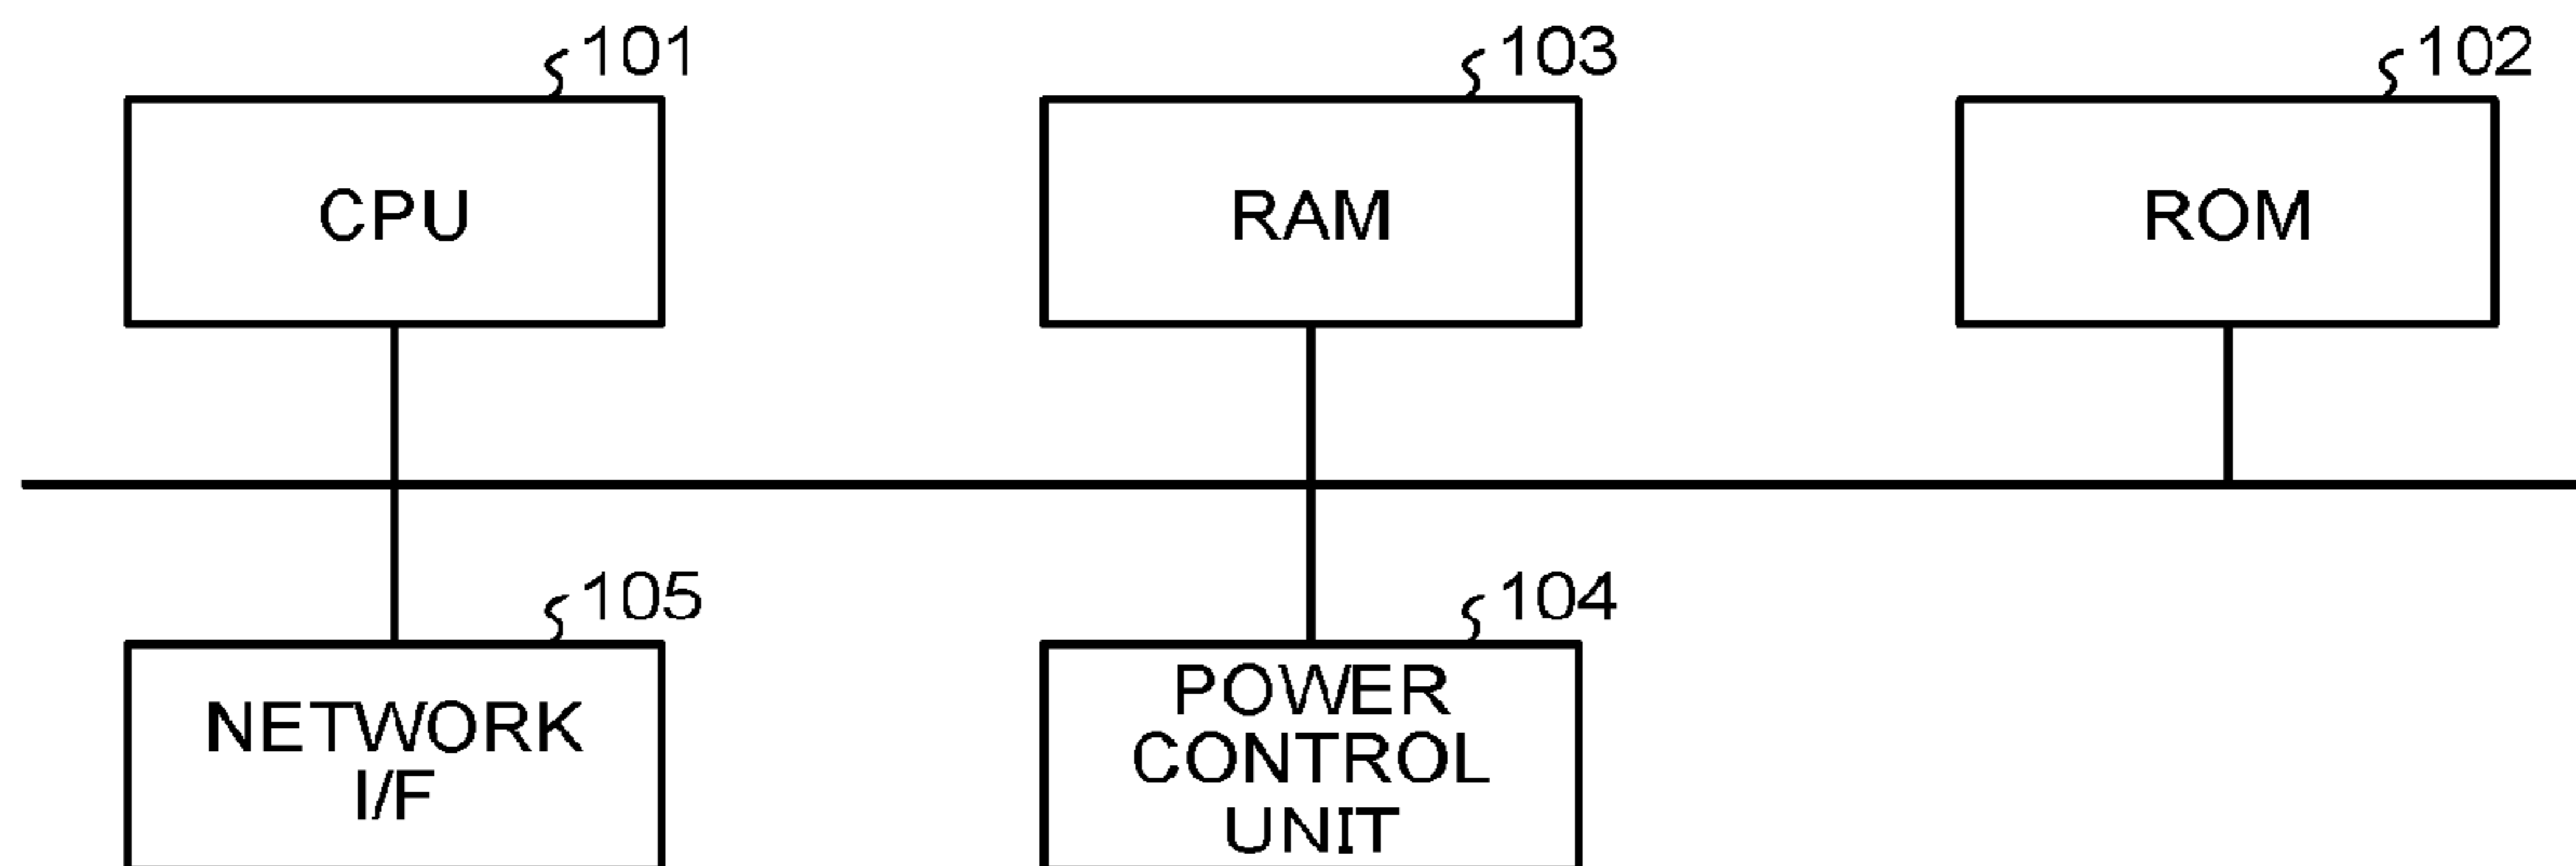 101
103
102
CPU
RAM
ROM
105
104
NETWORK
I/F
POWER
CONTROL
UNIT